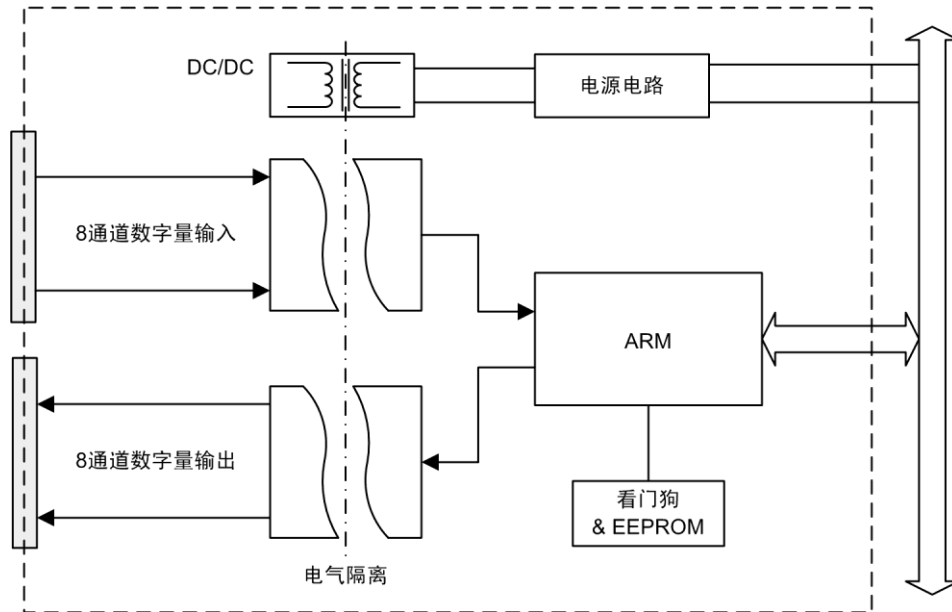 DC/DC
电源电路
8通道数字量输入
ARM
8通道数字量输出
看门狗
& EEPROM
电气隔离